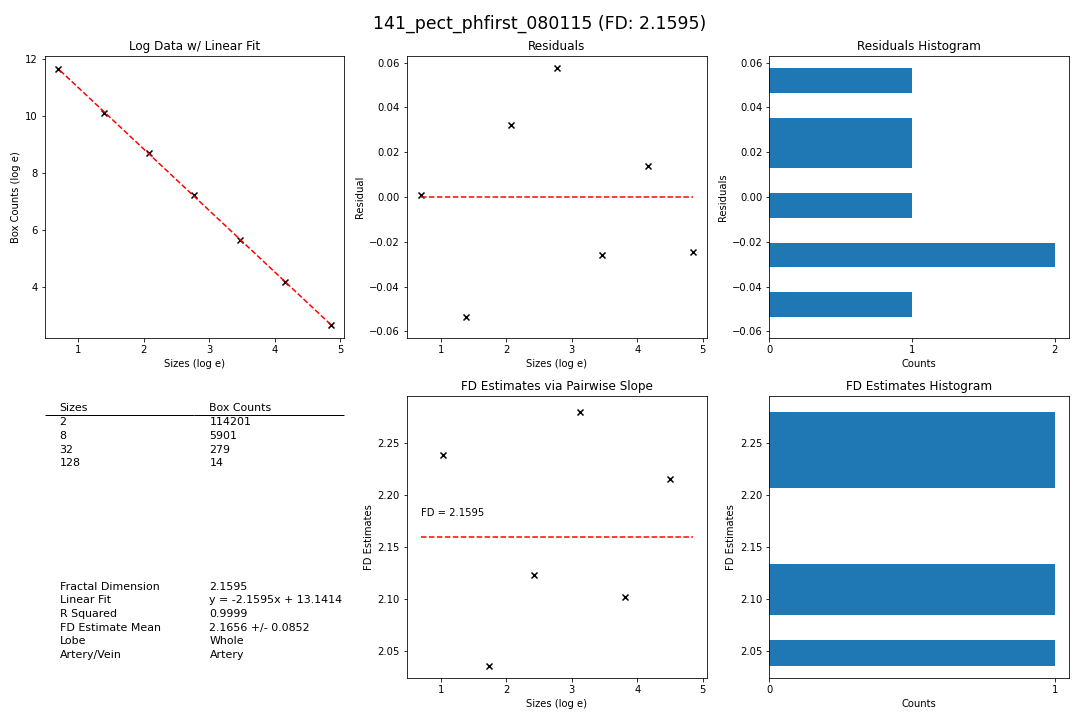 141_pect_phfirst_080115 (FD: 2.1595)
Log Data w/ Linear Fit
12
10
8
6
4
Box Counts (log e)
1 2 3 4 5
Sizes (log e)
Residuals
0.06
0.04
0.02
0.00
−0.02
−0.04
−0.06
Residual
1 2 3 4 5
Sizes (log e)
Residuals Histogram
0.06
0.04
0.02
0.00
−0.02
−0.04
−0.06
Residuals
0 1 2
Counts
Sizes Box Counts
2 114201
8 5901
32 279
128 14
Fractal Dimension 2.1595
Linear Fit y = -2.1595x + 13.1414
R Squared 0.9999
FD Estimate Mean 2.1656 +/- 0.0852
Lobe Whole
Artery/Vein Artery
FD Estimates via Pairwise Slope
2.25
2.20
2.15
2.10
2.05
FD Estimates
FD = 2.1595
1 2 3 4 5
Sizes (log e)
FD Estimates Histogram
2.25
2.20
2.15
2.10
2.05
FD Estimates
0 1
Counts